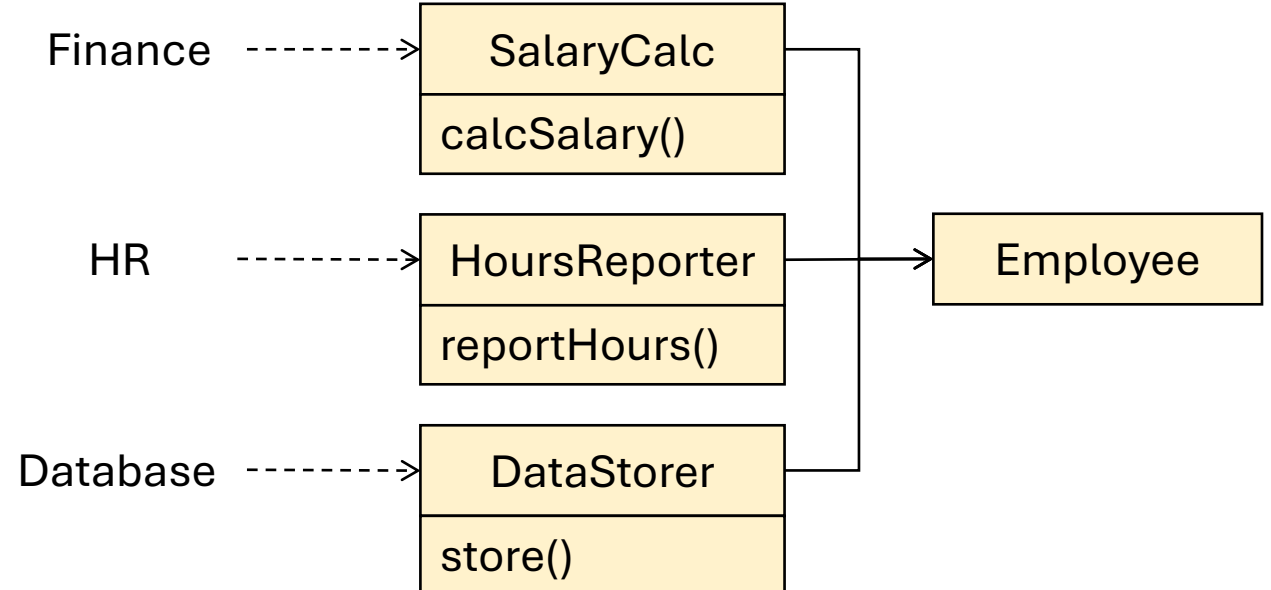 Finance
SalaryCalc
calcSalary()
HR
HoursReporter
reportHours()
Employee
Database
DataStorer
store()